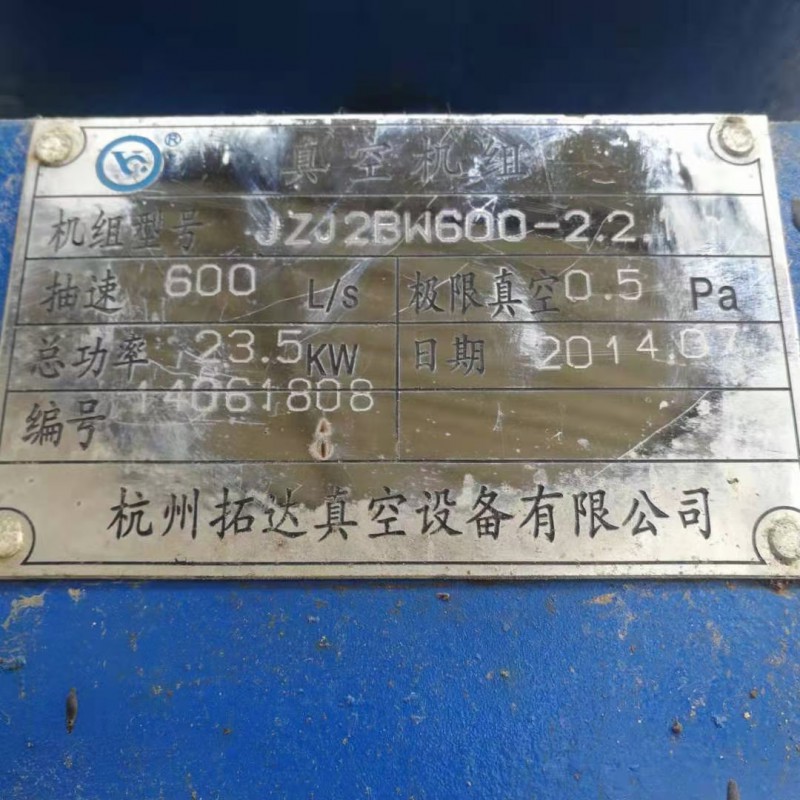 ® 真空机组
机组型号 JZJ2BW600-2.2.1
抽速 600 L/s 极限真空 0.5 Pa
总功率 23.5 KW 日期 2014.07
编号 14061808
杭州拓达真空设备有限公司